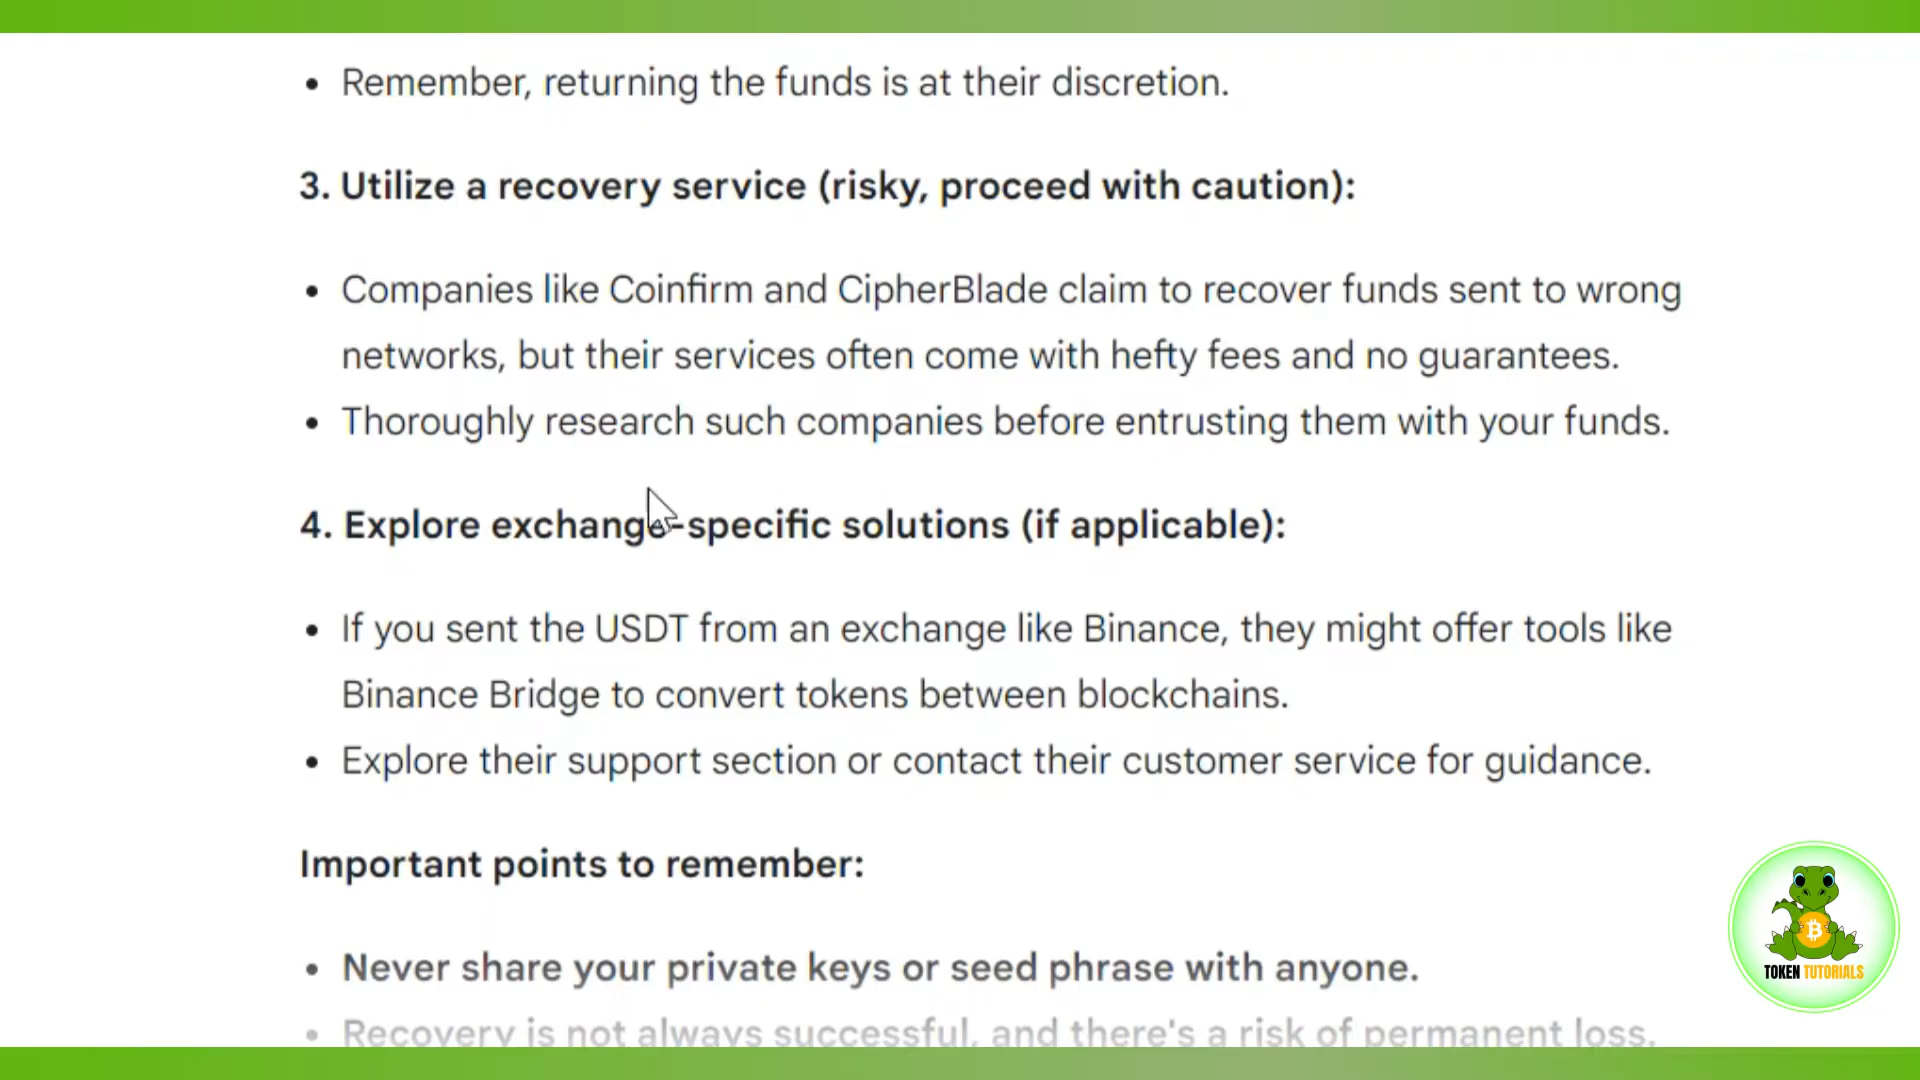 • Remember, returning the funds is at their discretion.
3. Utilize a recovery service (risky, proceed with caution):
• Companies like Coinfirm and CipherBlade claim to recover funds sent to wrong
networks, but their services often come with hefty fees and no guarantees.
• Thoroughly research such companies before entrusting them with your funds.
4. Explore exchange-specific solutions (if applicable):
• If you sent the USDT from an exchange like Binance, they might offer tools like
Binance Bridge to convert tokens between blockchains.
• Explore their support section or contact their customer service for guidance.
Important points to remember:
• Never share your private keys or seed phrase with anyone.
• Recovery is not always successful, and there's a risk of permanent loss.
TOKEN TUTORIALS